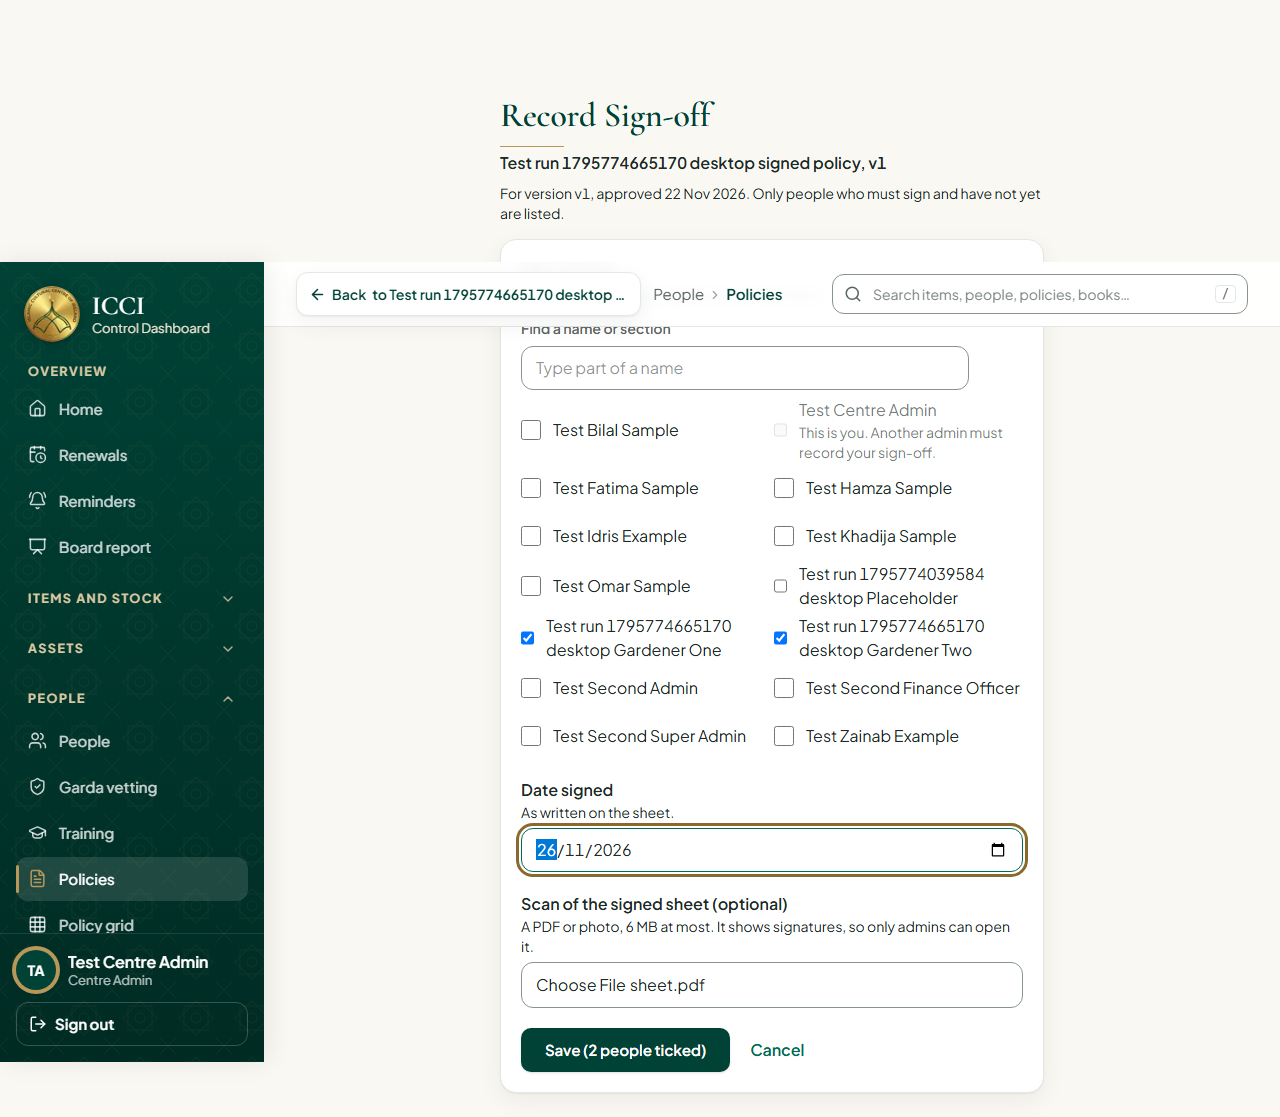 Record Sign-off
Test run 1795774665170 desktop signed policy, v1
For version v1, approved 22 Nov 2026. Only people who must sign and have not yet
are listed.
ICCI
Control Dashboard
Back to Test run 1795774665170 desktop ...
People > Policies
Search items, people, policies, books...
/
OVERVIEW
Home
Renewals
Reminders
Board report
ITEMS AND STOCK
ASSETS
PEOPLE
People
Garda vetting
Training
Policies
Policy grid
TA
Test Centre Admin
Centre Admin
Sign out
Find a name or section
Type part of a name
Test Bilal Sample
Test Centre Admin
This is you. Another admin must
record your sign-off.
Test Fatima Sample
Test Hamza Sample
Test Idris Example
Test Khadija Sample
Test Omar Sample
Test run 1795774039584
desktop Placeholder
Test run 1795774665170
desktop Gardener One
Test run 1795774665170
desktop Gardener Two
Test Second Admin
Test Second Finance Officer
Test Second Super Admin
Test Zainab Example
Date signed
As written on the sheet.
26/11/2026
Scan of the signed sheet (optional)
A PDF or photo, 6 MB at most. It shows signatures, so only admins can open
it.
Choose File sheet.pdf
Save (2 people ticked)
Cancel